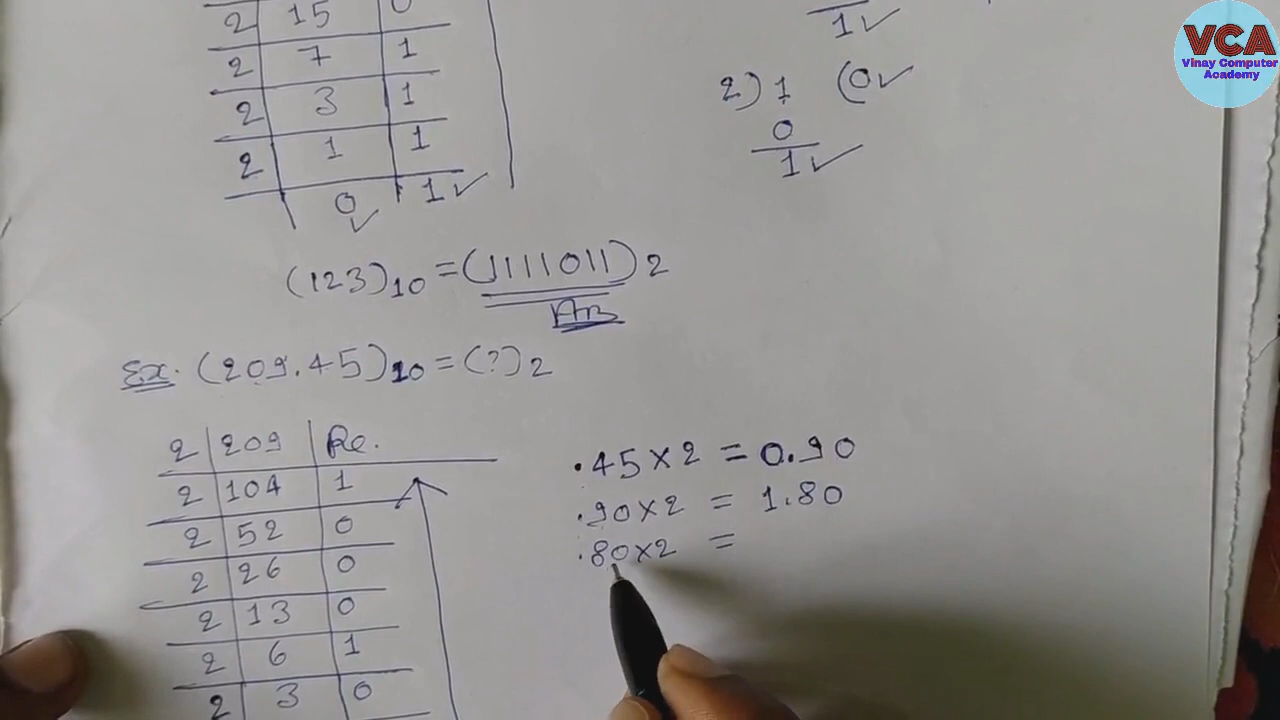 2 | 15 | 0
2 | 7 | 1
2 | 3 | 1
2 | 1 | 1
0 | 1 ✓
✓
1 ✓
2) 1 (0 ✓
0
1 ✓
VCA
Vinay Computer
Academy
(123)10 = (1111011)2
Ans
Ex. (209.45)10 = (?)2
2 | 209 | Re.
2 | 104 | 1
2 | 52 | 0
2 | 26 | 0
2 | 13 | 0
2 | 6 | 1
2 | 3 | 0
.45 × 2 = 0.90
.90 × 2 = 1.80
.80 × 2 =